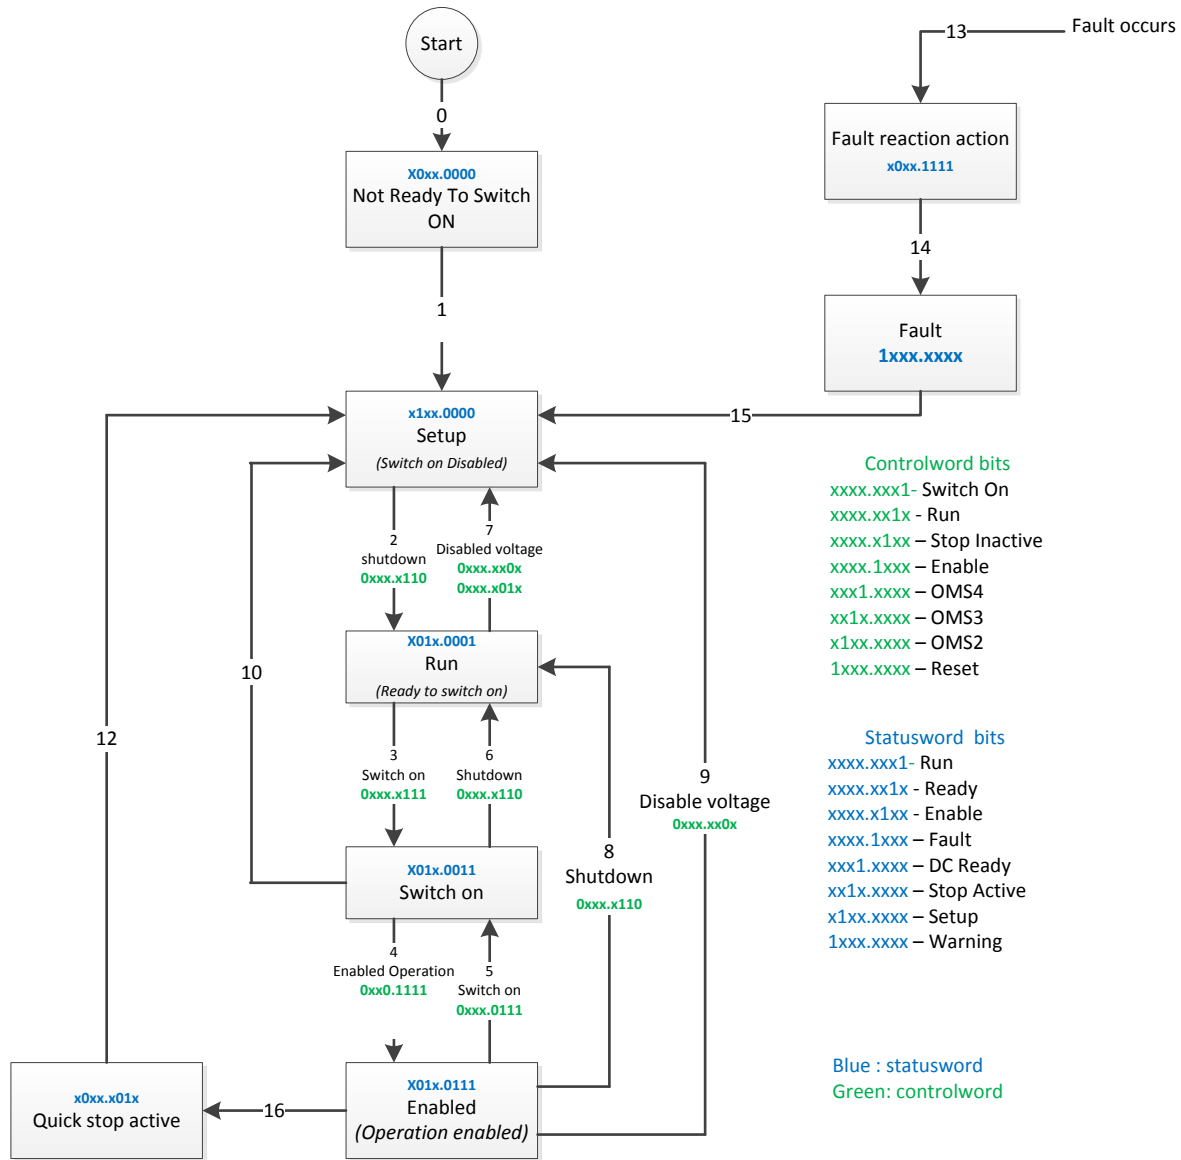 Start
0
X0xx.0000
Not Ready To Switch
ON
1
13
Fault occurs
Fault reaction action
x0xx.1111
14
Fault
1xxx.xxxx
15
x1xx.0000
Setup
(Switch on Disabled)
2
shutdown
0xxx.x110
7
Disabled voltage
0xxx.xx0x
0xxx.x01x
X01x.0001
Run
(Ready to switch on)
10
12
3
Switch on
0xxx.x111
6
Shutdown
0xxx.x110
X01x.0011
Switch on
8
Shutdown
0xxx.x110
9
Disable voltage
0xxx.xx0x
4
Enabled Operation
0xx0.1111
5
Switch on
0xxx.0111
X01x.0111
Enabled
(Operation enabled)
16
x0xx.x01x
Quick stop active
Controlword bits
xxxx.xxx1- Switch On
xxxx.xx1x - Run
xxxx.x1xx – Stop Inactive
xxxx.1xxx – Enable
xxx1.xxxx – OMS4
xx1x.xxxx – OMS3
x1xx.xxxx – OMS2
1xxx.xxxx – Reset
Statusword bits
xxxx.xxx1- Run
xxxx.xx1x - Ready
xxxx.x1xx - Enable
xxxx.1xxx – Fault
xxx1.xxxx – DC Ready
xx1x.xxxx – Stop Active
x1xx.xxxx – Setup
1xxx.xxxx – Warning
Blue : statusword
Green: controlword